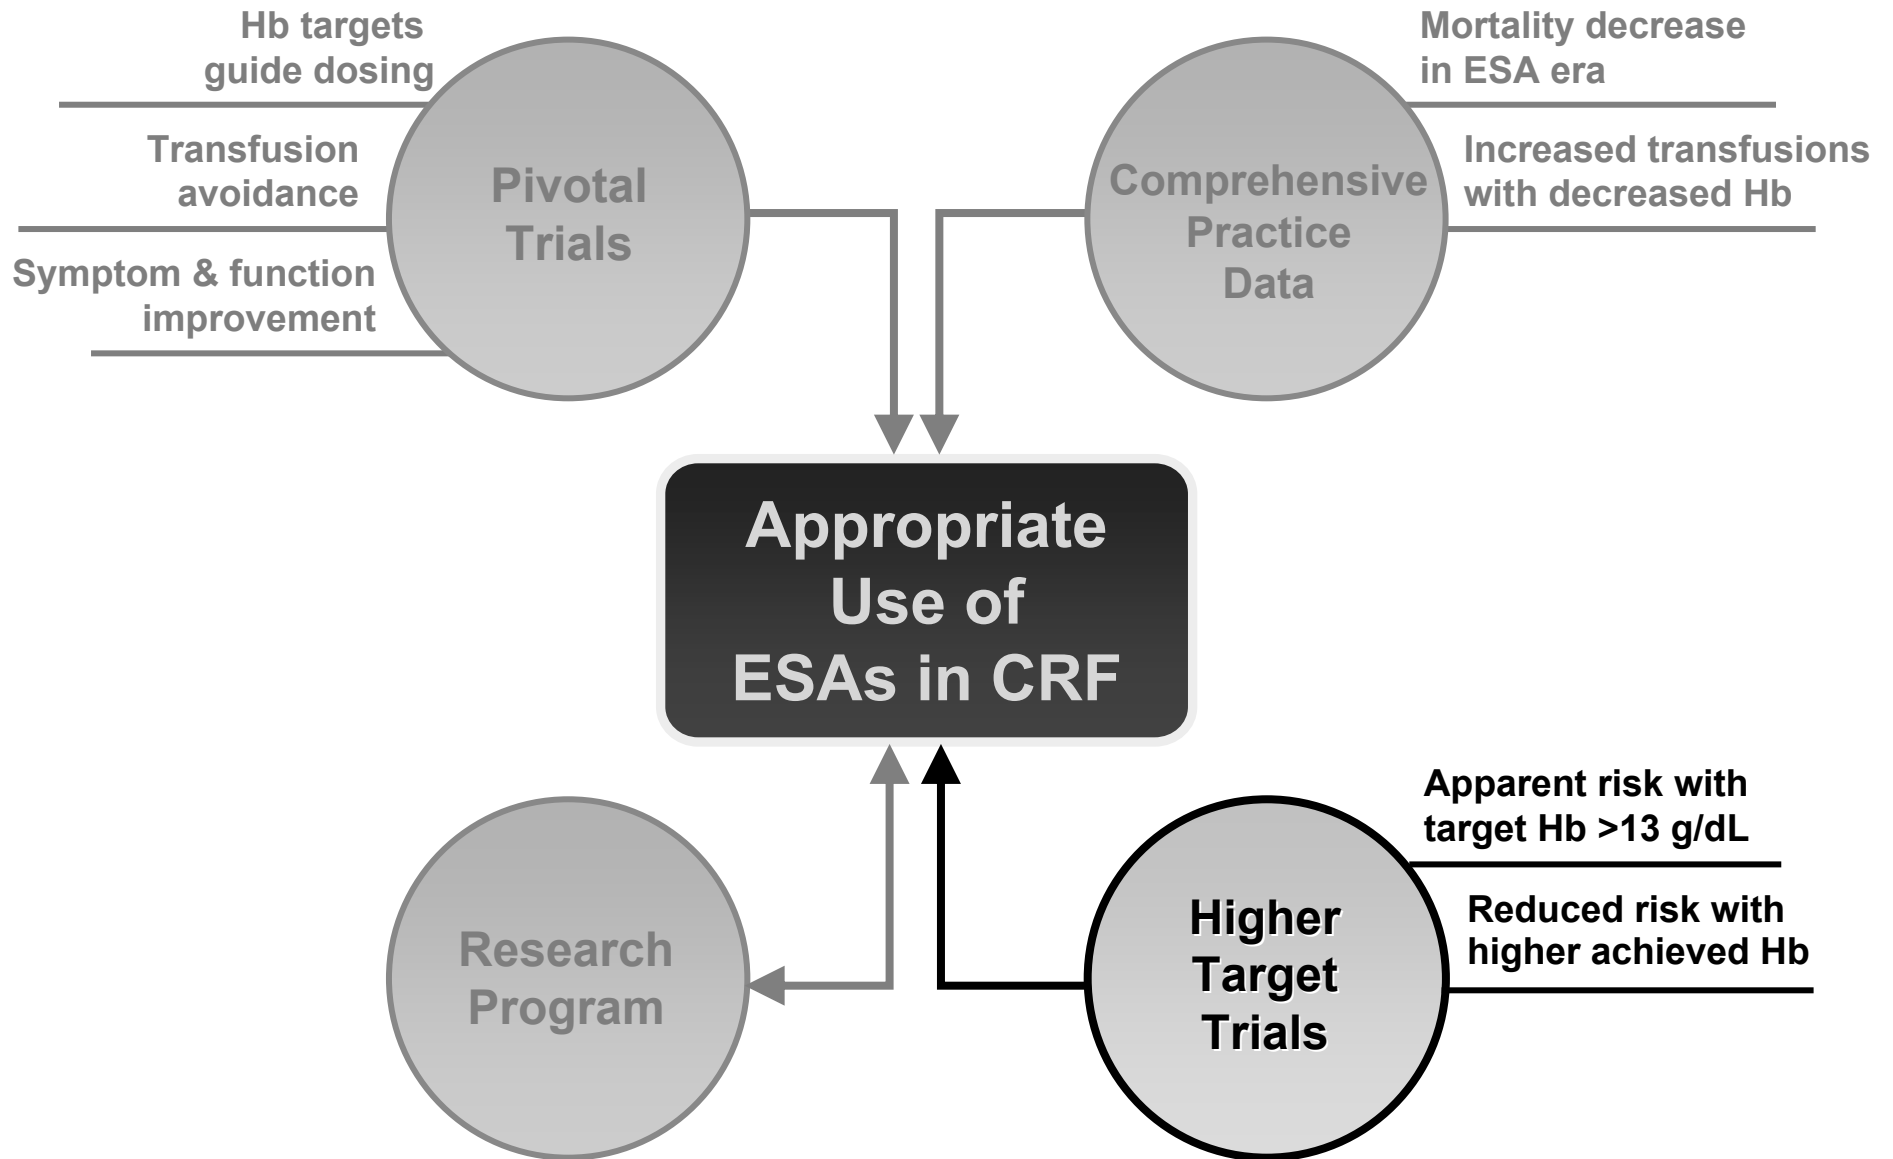 Hb targets
guide dosing
Transfusion
avoidance
Symptom & function
improvement
Pivotal
Trials
Comprehensive
Practice
Data
Mortality decrease
in ESA era
Increased transfusions
with decreased Hb
Appropriate
Use of
ESAs in CRF
Research
Program
Higher
Target
Trials
Apparent risk with
target Hb >13 g/dL
Reduced risk with
higher achieved Hb